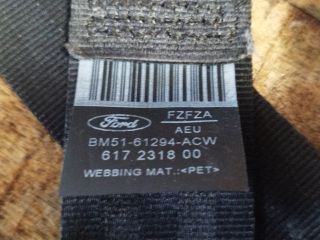 Ford
FZFZA
AEU
BM51-61294-ACW
617 2318 00
WEBBING MAT.:<PET>